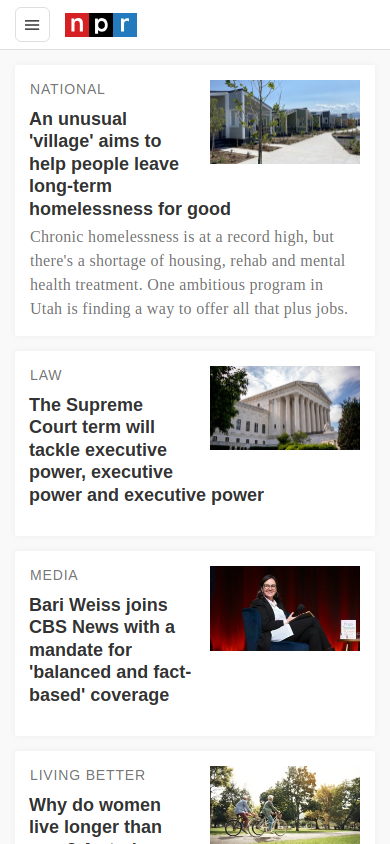 npr
NATIONAL
An unusual
'village' aims to
help people leave
long-term
homelessness for good
Chronic homelessness is at a record high, but
there's a shortage of housing, rehab and mental
health treatment. One ambitious program in
Utah is finding a way to offer all that plus jobs.
LAW
The Supreme
Court term will
tackle executive
power, executive
power and executive power
MEDIA
Bari Weiss joins
CBS News with a
mandate for
'balanced and fact-
based' coverage
LIVING BETTER
Why do women
live longer than